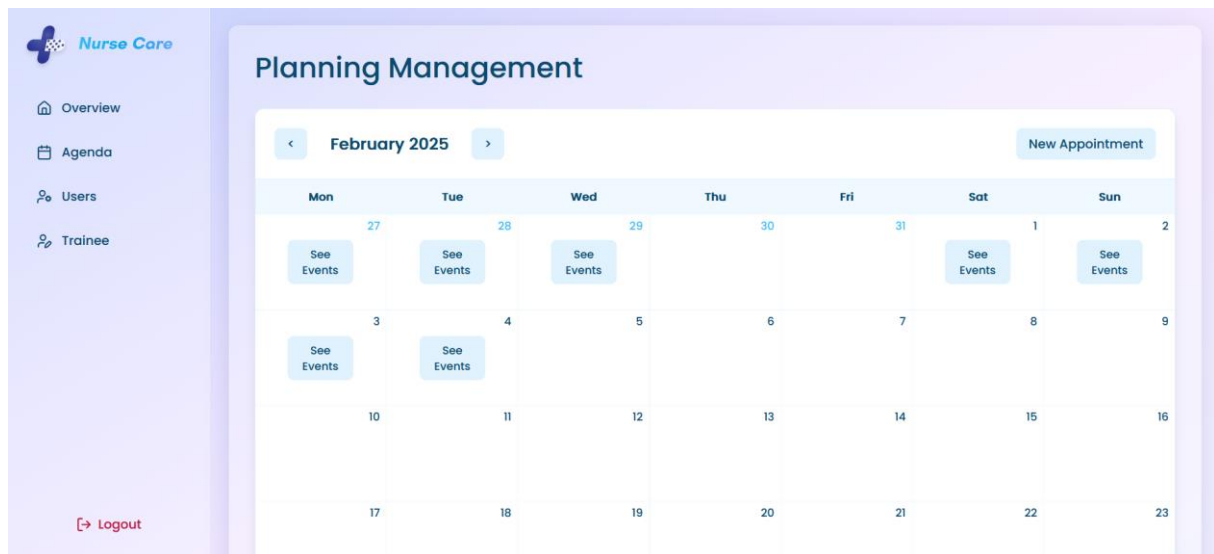 Nurse Care
Overview
Agenda
Users
Trainee
Logout
Planning Management
February 2025
New Appointment
Mon Tue Wed Thu Fri Sat Sun
27 28 29 30 31 1 2
See See See See See
Events Events Events Events Events
3 4 5 6 7 8 9
See See
Events Events
10 11 12 13 14 15 16
17 18 19 20 21 22 23